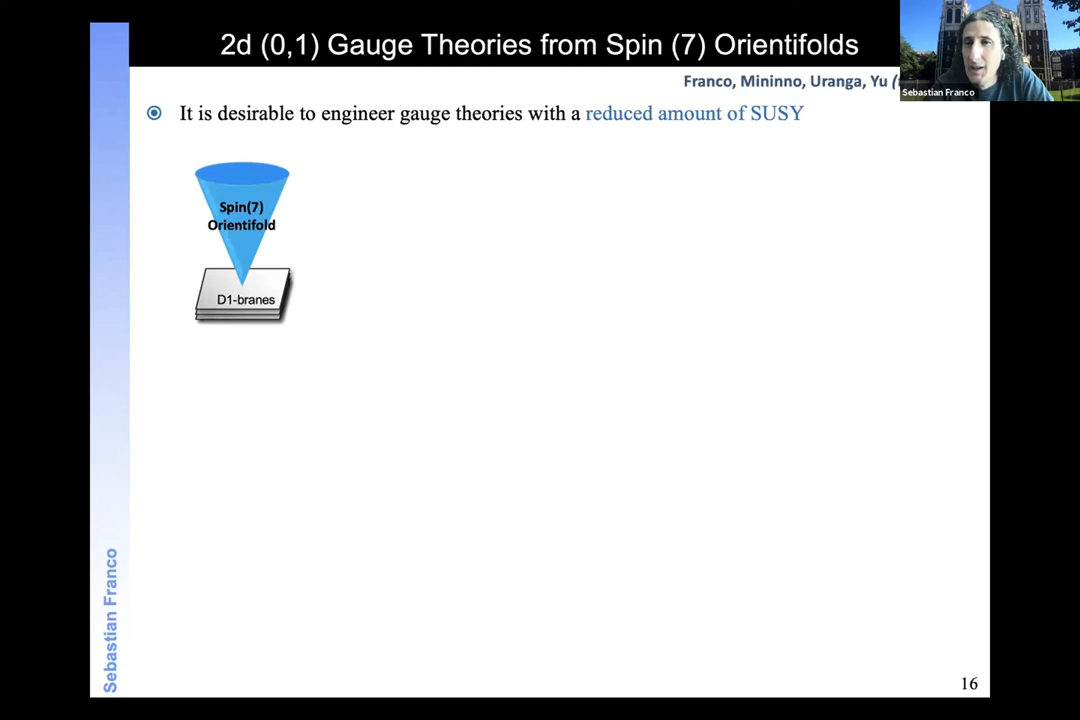 2d (0,1) Gauge Theories from Spin (7) Orientifolds
Franco, Mininno, Uranga, Yu
Sebastian Franco
It is desirable to engineer gauge theories with a reduced amount of SUSY
Spin(7)
Orientifold
D1-branes
Sebastian Franco
16